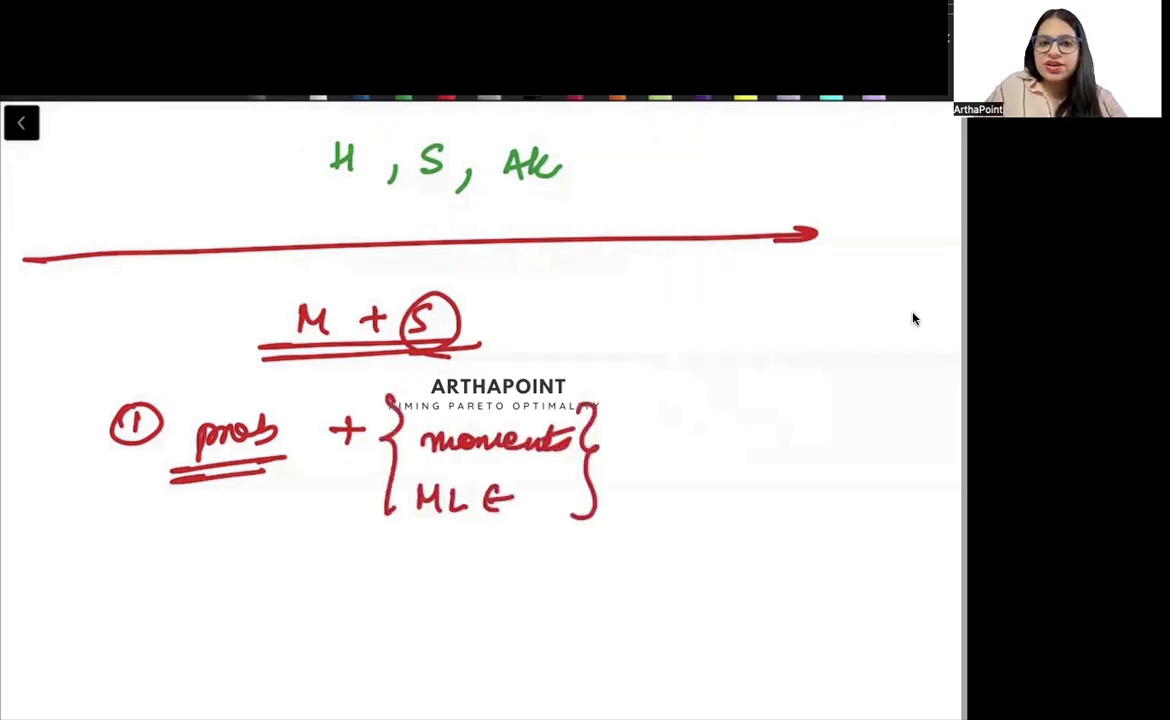 ArthaPoint
H , S , AK
M + S
ARTHAPOINT
AIMING PARETO OPTIMALITY
① prob + { moments
MLE }